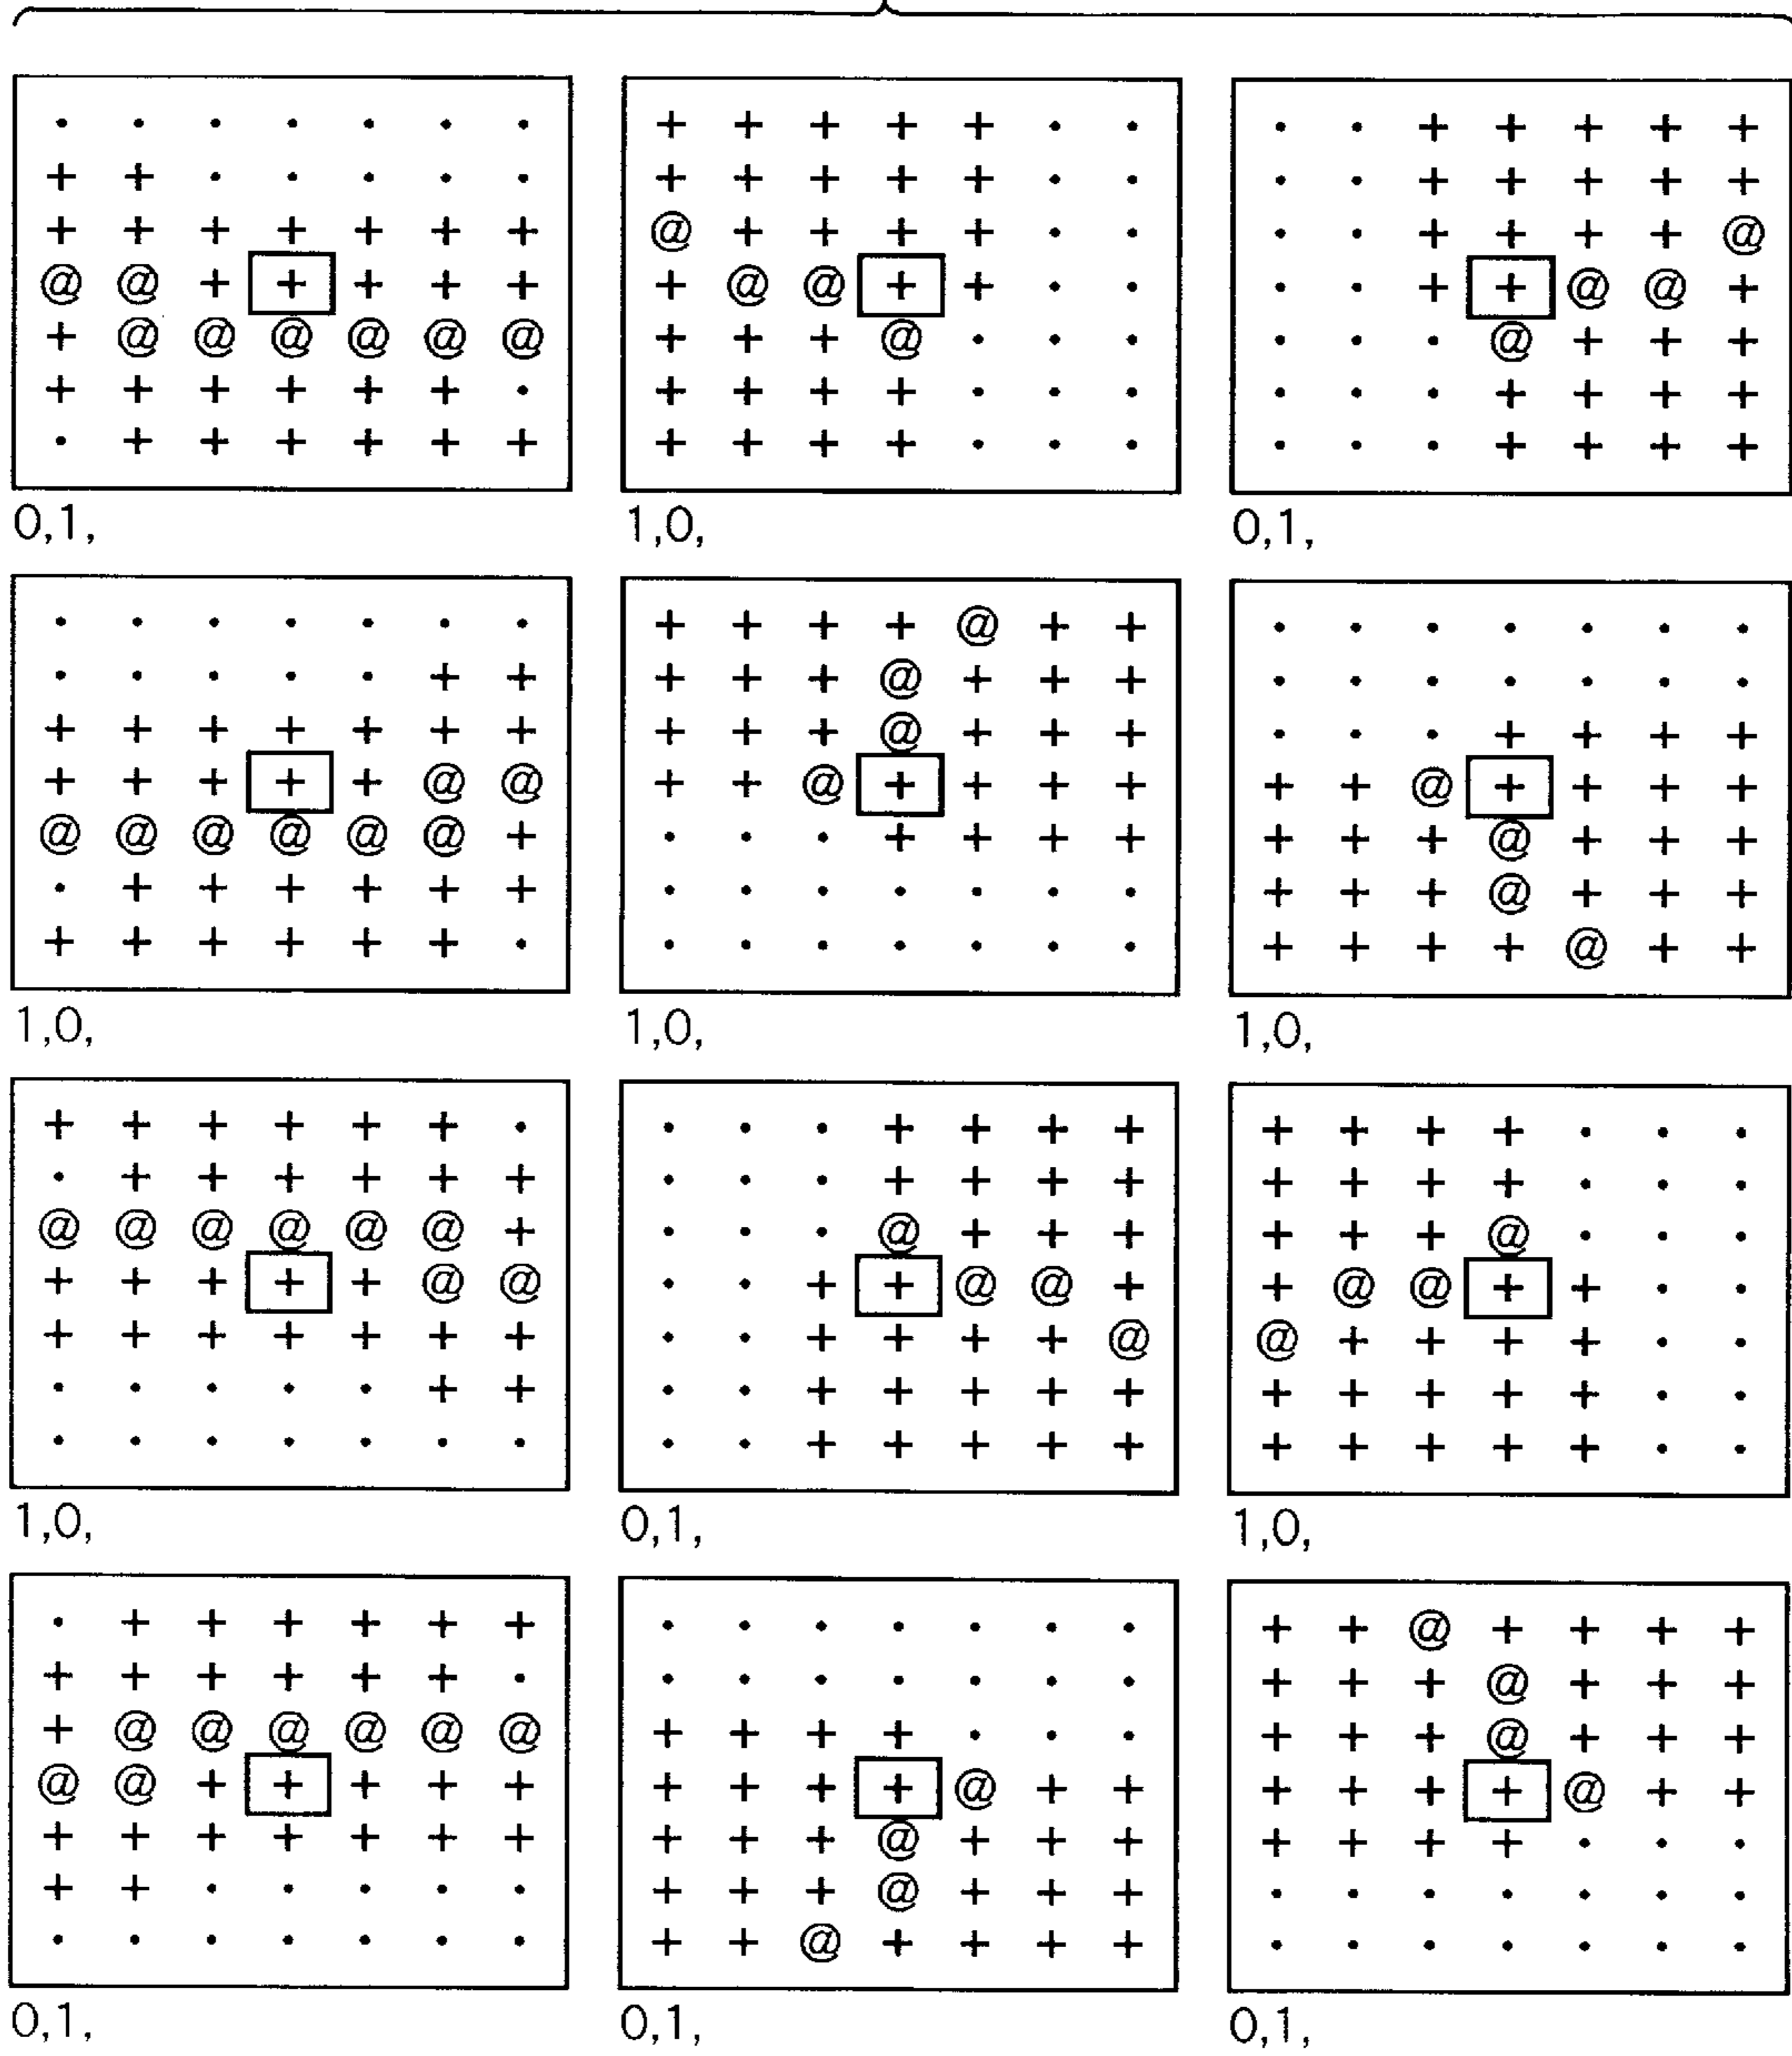 . . . . . . .   + + + + + . .   . . + + + + +
+ + . . . . .   + + + + + . .   . . + + + + +
+ + + + + + +   @ + + + + . .   . . + + + + @
@ @ + + + + +   + @ @ + + . .   . . + + @ @ +
+ @ @ @ @ @ @   + + + @ . . .   . . . @ + + +
+ + + + + + .   + + + + . . .   . . . + + + +
. + + + + + +   + + + + . . .   . . . + + + +
0,1,   1,0,   0,1,
. . . . . . .   + + + + @ + +   . . . . . . .
. . . . . + +   + + + @ + + +   . . . . . . .
+ + + + + + +   + + + @ + + +   . . . + + + +
+ + + + + @ @   + + @ + + + +   + + @ + + + +
@ @ @ @ @ @ +   . . . + + + +   + + + @ + + +
. + + + + + +   . . . . . . .   + + + @ + + +
+ + + + + + .   . . . . . . .   + + + + @ + +
1,0,   1,0,   1,0,
+ + + + + + .   . . . + + + +   + + + + . . .
. + + + + + +   . . . + + + +   + + + + . . .
@ @ @ @ @ @ +   . . . @ + + +   + + + @ . . .
+ + + + + @ @   . . + + @ @ +   + @ @ + + . .
+ + + + + + +   . . + + + + @   @ + + + + . .
. . . . . + +   . . + + + + +   + + + + + . .
. . . . . . .   . . + + + + +   + + + + + . .
1,0,   0,1,   1,0,
. + + + + + +   . . . . . . .   + + @ + + + +
+ + + + + + .   . . . . . . .   + + + @ + + +
+ @ @ @ @ @ @   + + + + . . .   + + + @ + + +
@ @ + + + + +   + + + + @ + +   + + + + @ + +
+ + + + + + +   + + + @ + + +   + + + + . . .
+ + . . . . .   + + + @ + + +   . . . . . . .
. . . . . . .   + + @ + + + +   . . . . . . .
0,1,   0,1,   0,1,